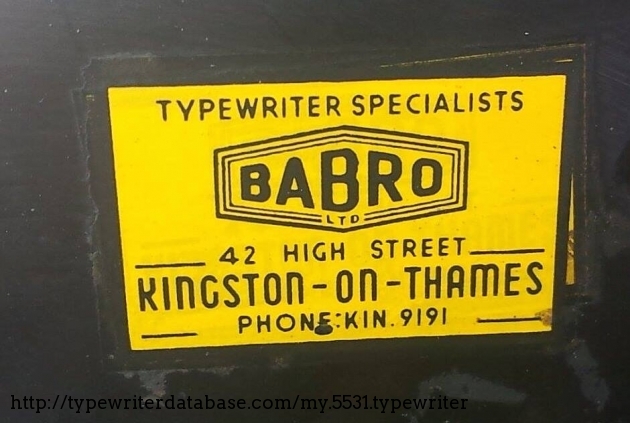 TYPEWRITER SPECIALISTS
BABRO
LTD
42 HIGH STREET
KINGSTON-ON-THAMES
PHONE:KIN.9191
http://typewriterdatabase.com/my.5531.typewriter